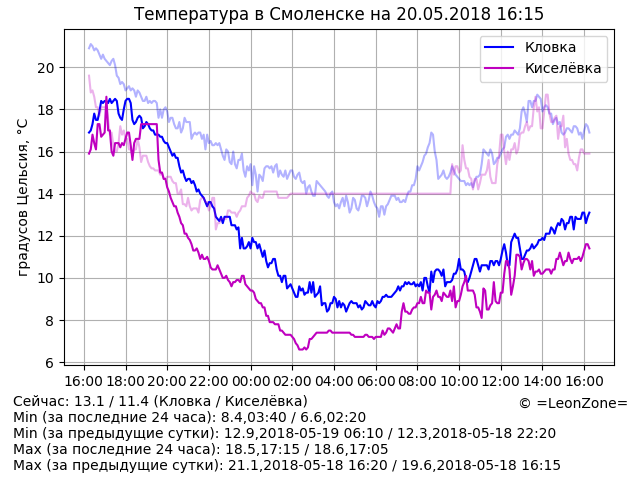 Температура в Смоленске на 20.05.2018 16:15
Кловка
Киселёвка
градусов Цельсия, °C
20
18
16
14
12
10
8
6
16:00 18:00 20:00 22:00 00:00 02:00 04:00 06:00 08:00 10:00 12:00 14:00 16:00
Сейчас: 13.1 / 11.4 (Кловка / Киселёвка)
© =LeonZone=
Min (за последние 24 часа): 8.4,03:40 / 6.6,02:20
Min (за предыдущие сутки): 12.9,2018-05-19 06:10 / 12.3,2018-05-18 22:20
Max (за последние 24 часа): 18.5,17:15 / 18.6,17:05
Max (за предыдущие сутки): 21.1,2018-05-18 16:20 / 19.6,2018-05-18 16:15